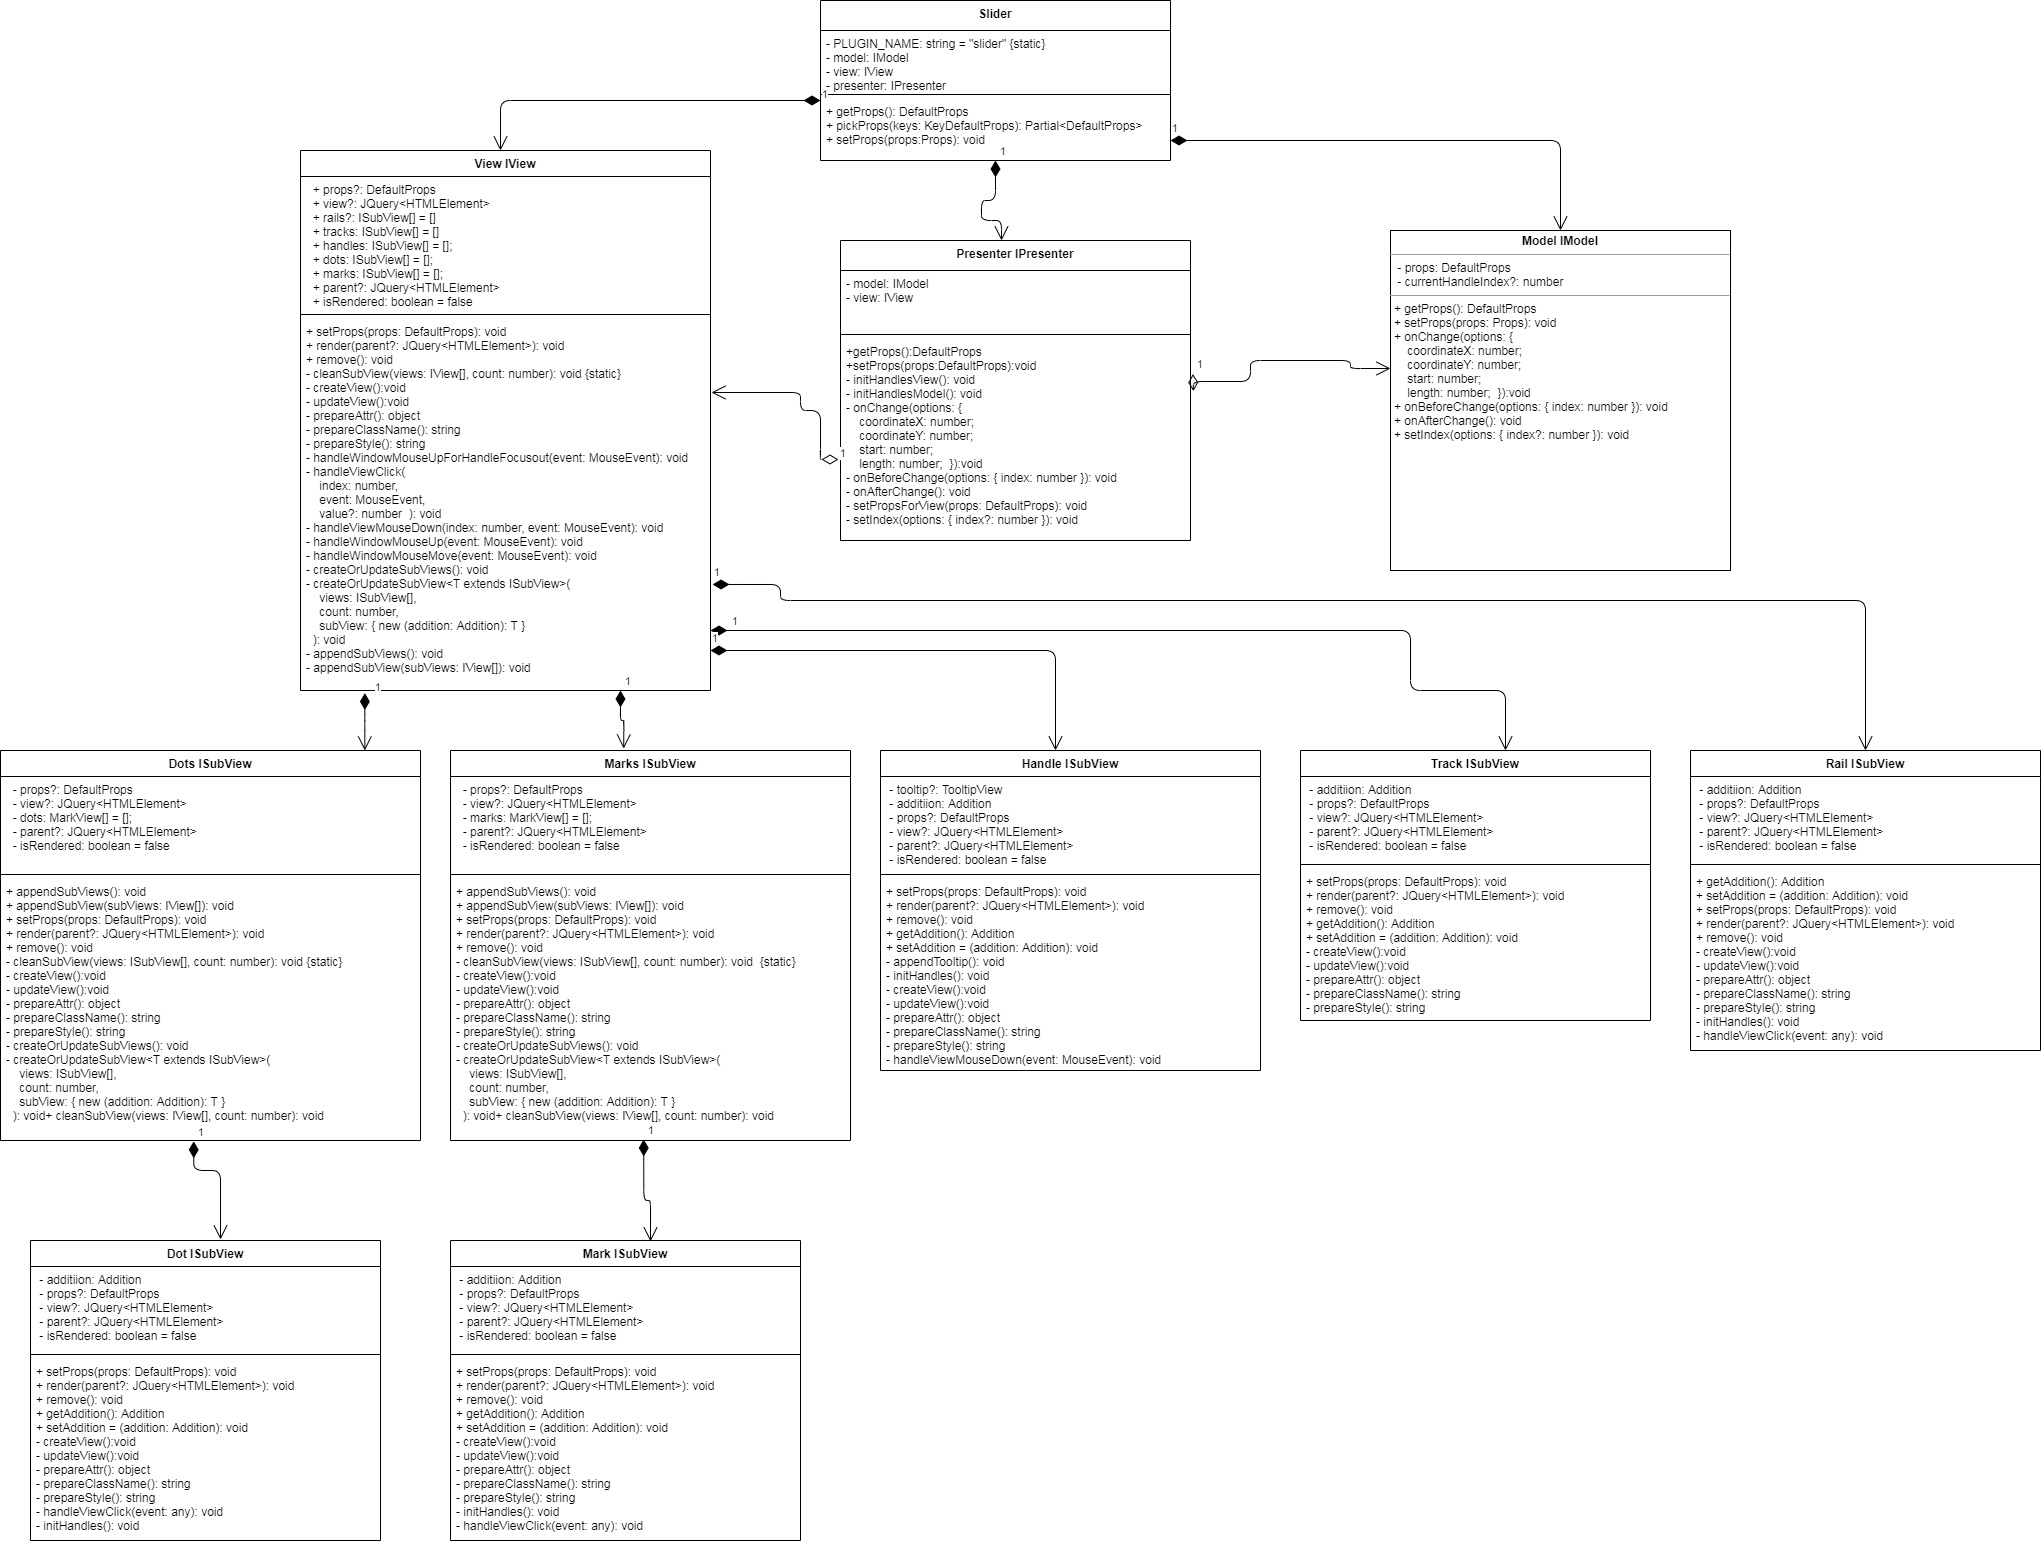 Slider
- PLUGIN_NAME: string = "slider" {static}
- model: IModel
- view: IView
- presenter: IPresenter
1
+ getProps(): DefaultProps
+ pickProps(keys: KeyDefaultProps): Partial<DefaultProps>
+ setProps(props:Props): void
1
1
View IView
+ props?: DefaultProps
+ view?: JQuery<HTMLElement>
+ rails?: ISubView[] = []
+ tracks: ISubView[] = []
+ handles: ISubView[] = [];
+ dots: ISubView[] = [];
+ marks: ISubView[] = [];
+ parent?: JQuery<HTMLElement>
+ isRendered: boolean = false
+ setProps(props: DefaultProps): void
+ render(parent?: JQuery<HTMLElement>): void
+ remove(): void
- cleanSubView(views: IView[], count: number): void {static}
- createView():void
- updateView():void
- prepareAttr(): object
- prepareClassName(): string
- prepareStyle(): string
- handleWindowMouseUpForHandleFocusout(event: MouseEvent): void
- handleViewClick(
index: number,
event: MouseEvent,
value?: number  ): void
- handleViewMouseDown(index: number, event: MouseEvent): void
- handleWindowMouseUp(event: MouseEvent): void
- handleWindowMouseMove(event: MouseEvent): void
- createOrUpdateSubViews(): void
- createOrUpdateSubView<T extends ISubView>(
views: ISubView[],
count: number,
subView: { new (addition: Addition): T }
): void
- appendSubViews(): void
- appendSubView(subViews: IView[]): void
1
1
1
1
1
Presenter IPresenter
- model: IModel
- view: IView
+getProps():DefaultProps
+setProps(props:DefaultProps):void
- initHandlesView(): void
- initHandlesModel(): void
- onChange(options: {
coordinateX: number;
coordinateY: number;
start: number;
length: number;  }):void
- onBeforeChange(options: { index: number }): void
- onAfterChange(): void
- setPropsForView(props: DefaultProps): void
- setIndex(options: { index?: number }): void
1
1
Model IModel
- props: DefaultProps
- currentHandleIndex?: number
+ getProps(): DefaultProps
+ setProps(props: Props): void
+ onChange(options: {
coordinateX: number;
coordinateY: number;
start: number;
length: number;  }):void
+ onBeforeChange(options: { index: number }): void
+ onAfterChange(): void
+ setIndex(options: { index?: number }): void
Dots ISubView
- props?: DefaultProps
- view?: JQuery<HTMLElement>
- dots: MarkView[] = [];
- parent?: JQuery<HTMLElement>
- isRendered: boolean = false
+ appendSubViews(): void
+ appendSubView(subViews: IView[]): void
+ setProps(props: DefaultProps): void
+ render(parent?: JQuery<HTMLElement>): void
+ remove(): void
- cleanSubView(views: ISubView[], count: number): void {static}
- createView():void
- updateView():void
- prepareAttr(): object
- prepareClassName(): string
- prepareStyle(): string
- createOrUpdateSubViews(): void
- createOrUpdateSubView<T extends ISubView>(
views: ISubView[],
count: number,
subView: { new (addition: Addition): T }
): void+ cleanSubView(views: IView[], count: number): void
1
Marks ISubView
- props?: DefaultProps
- view?: JQuery<HTMLElement>
- marks: MarkView[] = [];
- parent?: JQuery<HTMLElement>
- isRendered: boolean = false
+ appendSubViews(): void
+ appendSubView(subViews: IView[]): void
+ setProps(props: DefaultProps): void
+ render(parent?: JQuery<HTMLElement>): void
+ remove(): void
- cleanSubView(views: ISubView[], count: number): void  {static}
- createView():void
- updateView():void
- prepareAttr(): object
- prepareClassName(): string
- prepareStyle(): string
- createOrUpdateSubViews(): void
- createOrUpdateSubView<T extends ISubView>(
views: ISubView[],
count: number,
subView: { new (addition: Addition): T }
): void+ cleanSubView(views: IView[], count: number): void
1
Handle ISubView
- tooltip?: TooltipView
- additiion: Addition
- props?: DefaultProps
- view?: JQuery<HTMLElement>
- parent?: JQuery<HTMLElement>
- isRendered: boolean = false
+ setProps(props: DefaultProps): void
+ render(parent?: JQuery<HTMLElement>): void
+ remove(): void
+ getAddition(): Addition
+ setAddition = (addition: Addition): void
- appendTooltip(): void
- initHandles(): void
- createView():void
- updateView():void
- prepareAttr(): object
- prepareClassName(): string
- prepareStyle(): string
- handleViewMouseDown(event: MouseEvent): void
Track ISubView
- additiion: Addition
- props?: DefaultProps
- view?: JQuery<HTMLElement>
- parent?: JQuery<HTMLElement>
- isRendered: boolean = false
+ setProps(props: DefaultProps): void
+ render(parent?: JQuery<HTMLElement>): void
+ remove(): void
+ getAddition(): Addition
+ setAddition = (addition: Addition): void
- createView():void
- updateView():void
- prepareAttr(): object
- prepareClassName(): string
- prepareStyle(): string
Rail ISubView
- additiion: Addition
- props?: DefaultProps
- view?: JQuery<HTMLElement>
- parent?: JQuery<HTMLElement>
- isRendered: boolean = false
+ getAddition(): Addition
+ setAddition = (addition: Addition): void
+ setProps(props: DefaultProps): void
+ render(parent?: JQuery<HTMLElement>): void
+ remove(): void
- createView():void
- updateView():void
- prepareAttr(): object
- prepareClassName(): string
- prepareStyle(): string
- initHandles(): void
- handleViewClick(event: any): void
Dot ISubView
- additiion: Addition
- props?: DefaultProps
- view?: JQuery<HTMLElement>
- parent?: JQuery<HTMLElement>
- isRendered: boolean = false
+ setProps(props: DefaultProps): void
+ render(parent?: JQuery<HTMLElement>): void
+ remove(): void
+ getAddition(): Addition
+ setAddition = (addition: Addition): void
- createView():void
- updateView():void
- prepareAttr(): object
- prepareClassName(): string
- prepareStyle(): string
- handleViewClick(event: any): void
- initHandles(): void
Mark ISubView
- additiion: Addition
- props?: DefaultProps
- view?: JQuery<HTMLElement>
- parent?: JQuery<HTMLElement>
- isRendered: boolean = false
+ setProps(props: DefaultProps): void
+ render(parent?: JQuery<HTMLElement>): void
+ remove(): void
+ getAddition(): Addition
+ setAddition = (addition: Addition): void
- createView():void
- updateView():void
- prepareAttr(): object
- prepareClassName(): string
- prepareStyle(): string
- initHandles(): void
- handleViewClick(event: any): void